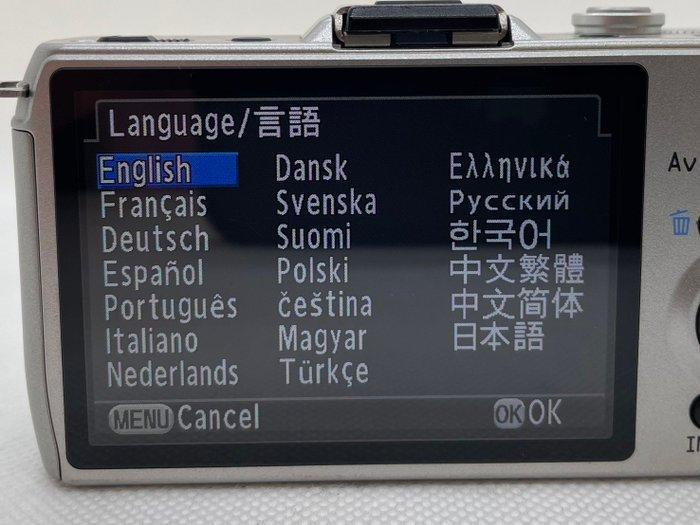 Language/言語
English
Français
Deutsch
Español
Português
Italiano
Nederlands
Dansk
Svenska
Suomi
Polski
čeština
Magyar
Türkçe
Ελληνικά
Русский
한국어
中文繁體
中文简体
日本語
MENU Cancel
OK OK
Av